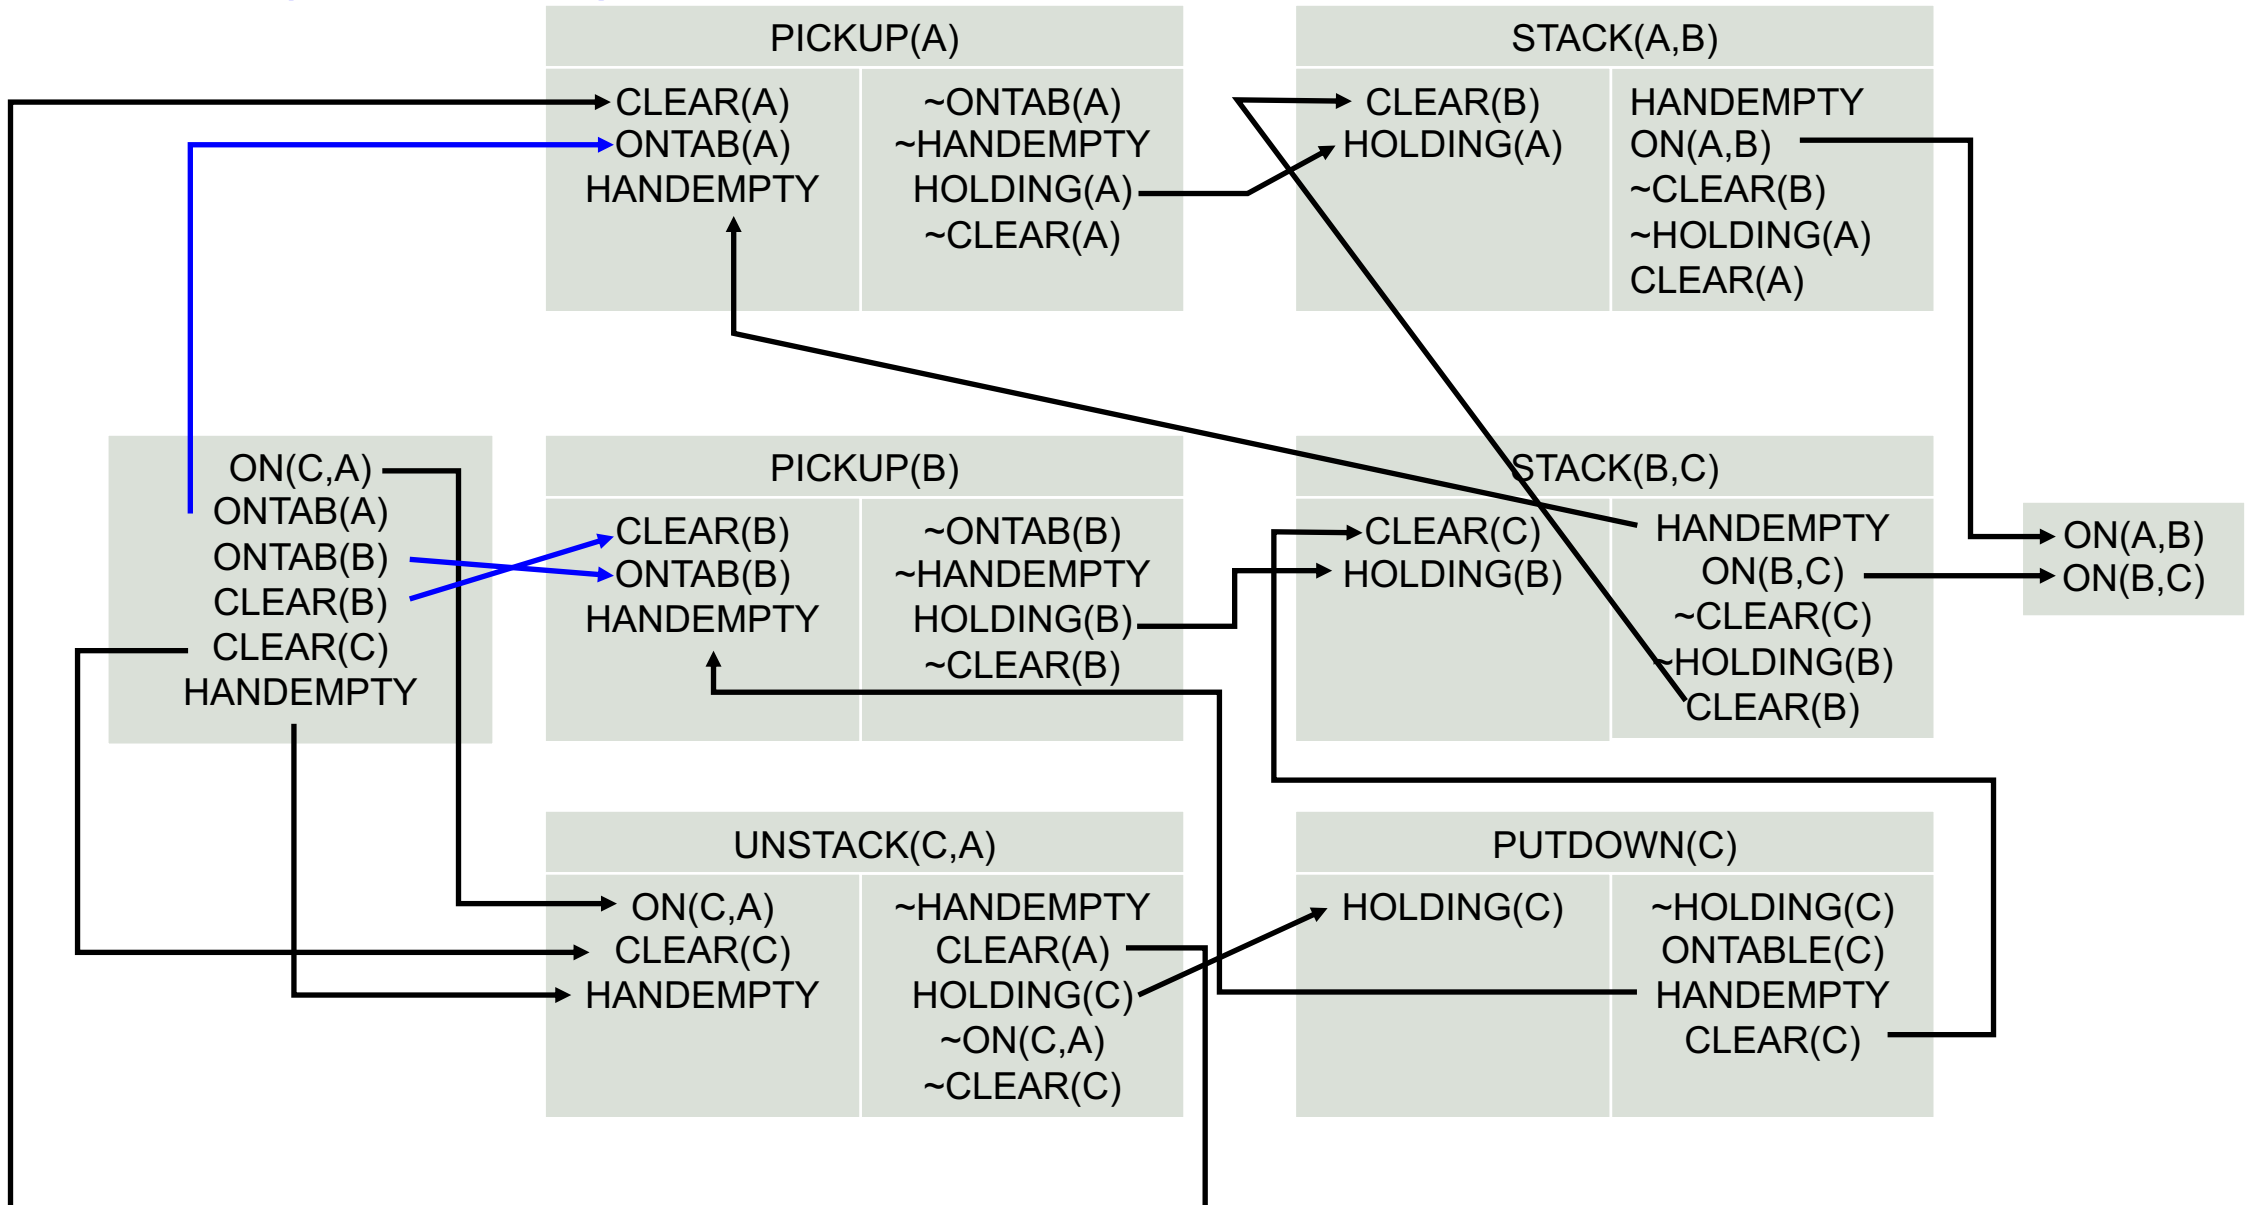 PICKUP(A)
CLEAR(A)
ONTAB(A)
HANDEMPTY
~ONTAB(A)
~HANDEMPTY
HOLDING(A)
~CLEAR(A)
STACK(A,B)
CLEAR(B)
HOLDING(A)
HANDEMPTY
ON(A,B)
~CLEAR(B)
~HOLDING(A)
CLEAR(A)
ON(C,A)
ONTAB(A)
ONTAB(B)
CLEAR(B)
CLEAR(C)
HANDEMPTY
PICKUP(B)
CLEAR(B)
ONTAB(B)
HANDEMPTY
~ONTAB(B)
~HANDEMPTY
HOLDING(B)
~CLEAR(B)
STACK(B,C)
CLEAR(C)
HOLDING(B)
HANDEMPTY
ON(B,C)
~CLEAR(C)
~HOLDING(B)
CLEAR(B)
ON(A,B)
ON(B,C)
UNSTACK(C,A)
ON(C,A)
CLEAR(C)
HANDEMPTY
~HANDEMPTY
CLEAR(A)
HOLDING(C)
~ON(C,A)
~CLEAR(C)
PUTDOWN(C)
HOLDING(C)
~HOLDING(C)
ONTABLE(C)
HANDEMPTY
CLEAR(C)